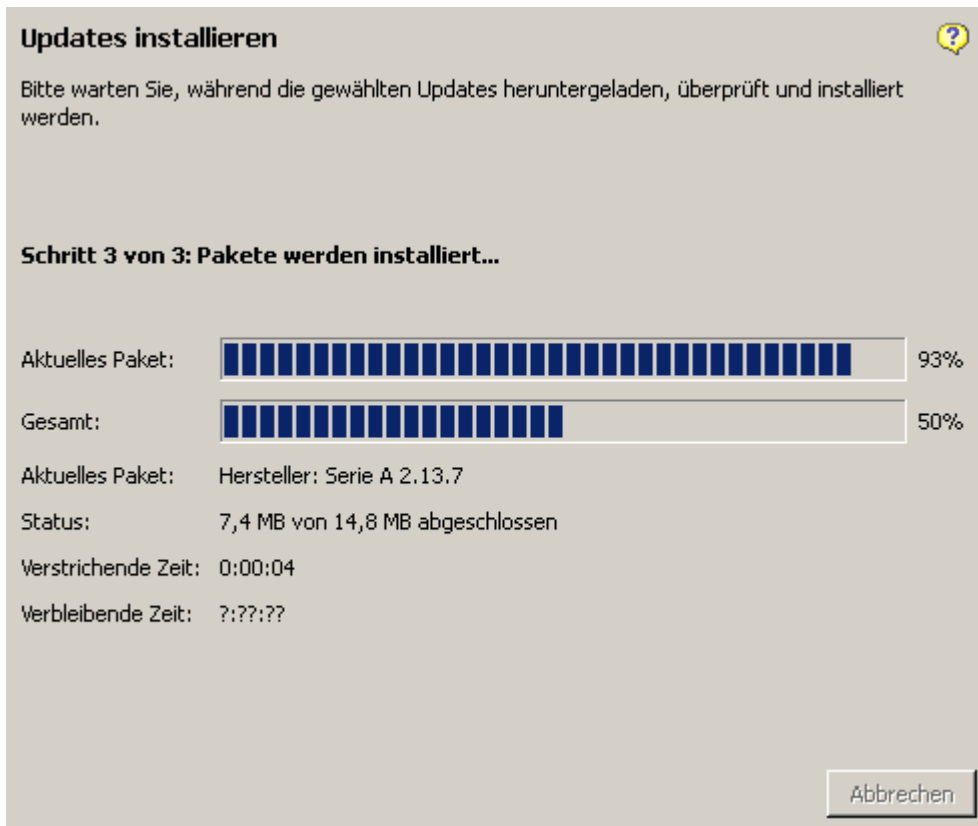 Updates installieren
?
Bitte warten Sie, während die gewählten Updates heruntergeladen, überprüft und installiert
werden.
Schritt 3 von 3: Pakete werden installiert...
Aktuelles Paket: 93%
Gesamt: 50%
Aktuelles Paket: Hersteller: Serie A 2.13.7
Status: 7,4 MB von 14,8 MB abgeschlossen
Verstrichende Zeit: 0:00:04
Verbleibende Zeit: ?:??:??
Abbrechen